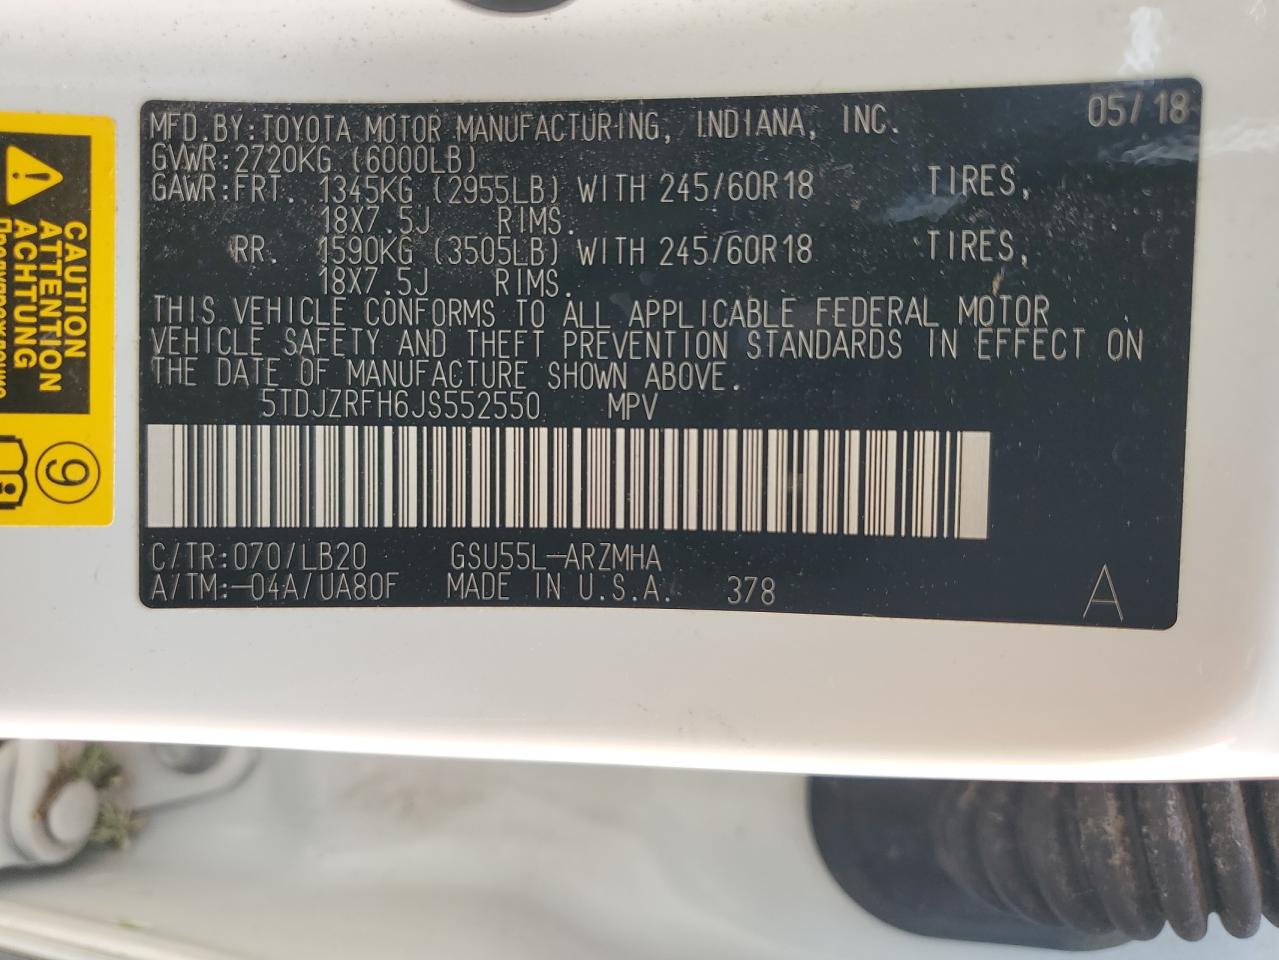 MFD.BY:TOYOTA MOTOR MANUFACTURING, INDIANA, INC. 05/18
GVWR:2720KG (6000LB)
GAWR:FRT. 1345KG (2955LB) WITH 245/60R18 TIRES,
18X7.5J RIMS.
RR. 1590KG (3505LB) WITH 245/60R18 TIRES,
18X7.5J RIMS.
THIS VEHICLE CONFORMS TO ALL APPLICABLE FEDERAL MOTOR
VEHICLE SAFETY AND THEFT PREVENTION STANDARDS IN EFFECT ON
THE DATE OF MANUFACTURE SHOWN ABOVE.
5TDJZRFH6JS552550 MPV
C/TR:070/LB20 GSU55L-ARZMHA
A/TM:-04A/UA80F MADE IN U.S.A. 378 A
CAUTION
ATTENTION
ACHTUNG
9